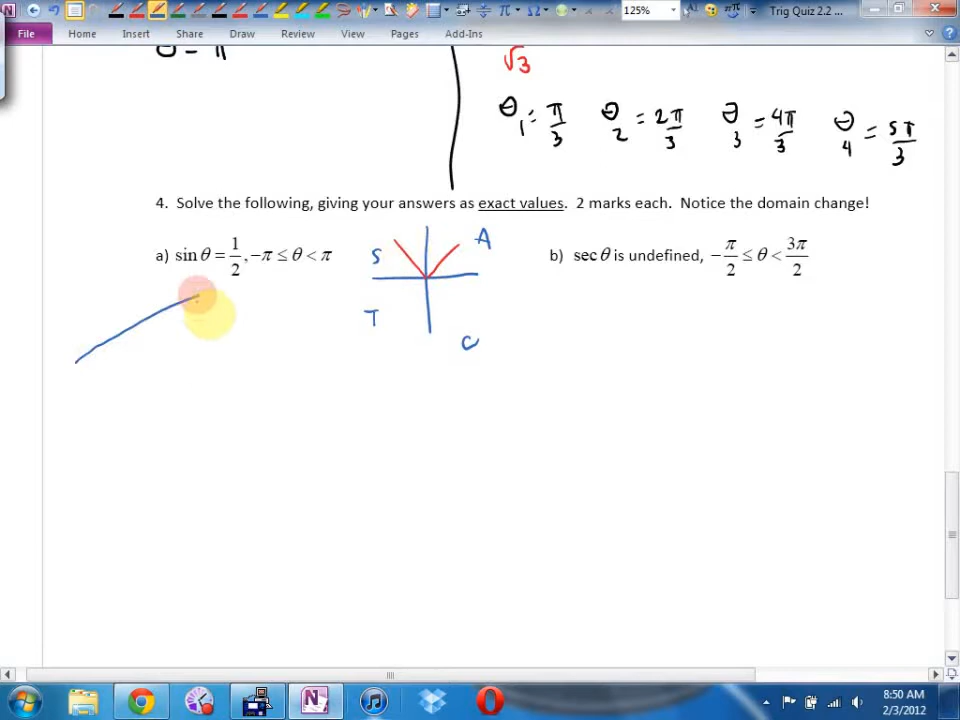 125% Trig Quiz 2.2 ...
File Home Insert Share Draw Review View Pages Add-Ins
θ = π
√3
θ1 = π/3 θ2 = 2π/3 θ3 = 4π/3 θ4 = 5π/3
4. Solve the following, giving your answers as exact values. 2 marks each. Notice the domain change!
a) sin θ = 1/2, -π ≤ θ < π
S A
T C
b) sec θ is undefined, -π/2 ≤ θ < 3π/2
8:50 AM
2/3/2012